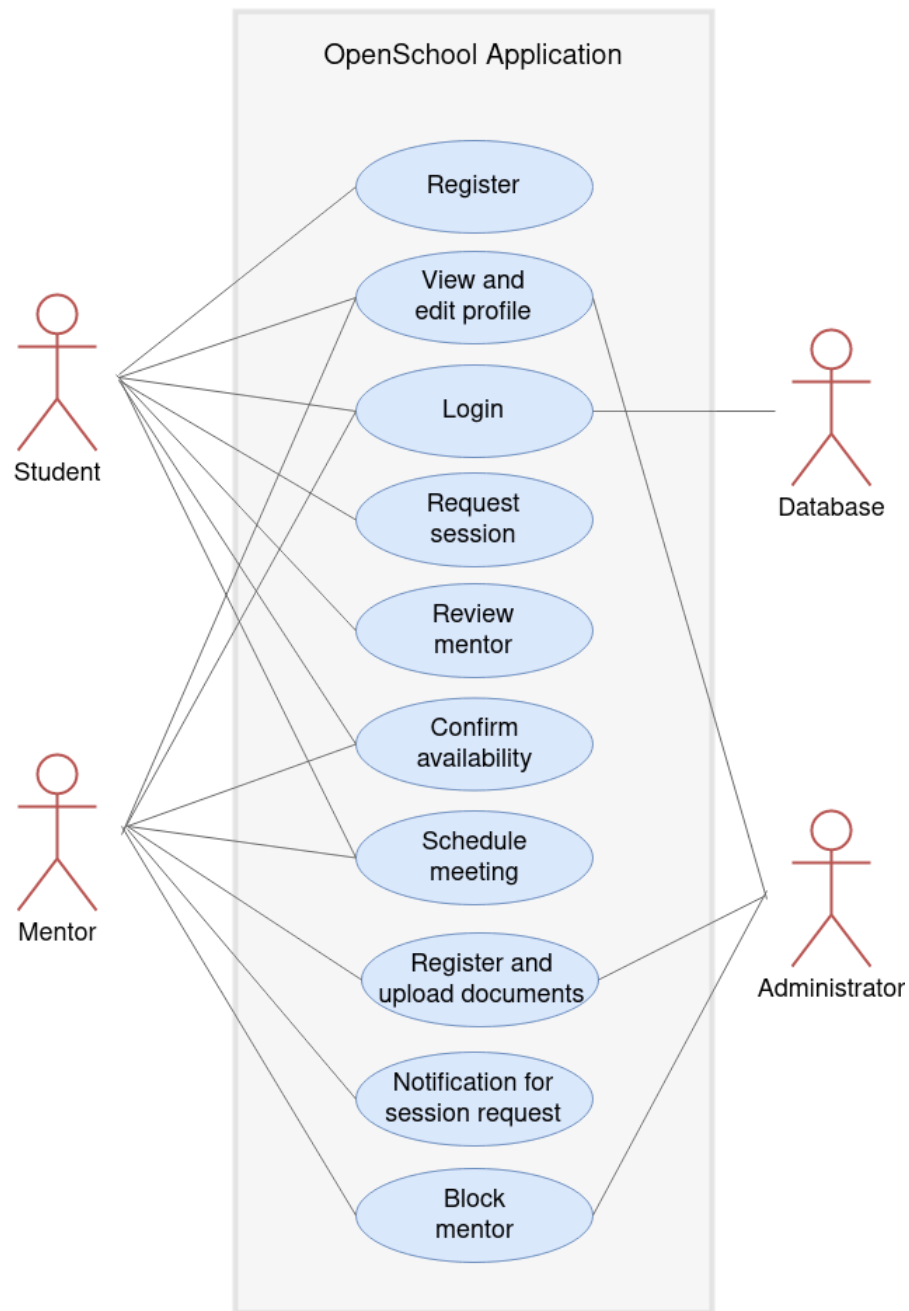 OpenSchool Application
Register
View and
edit profile
Login
Request
session
Review
mentor
Confirm
availability
Schedule
meeting
Register and
upload documents
Notification for
session request
Block
mentor
Student
Mentor
Database
Administrator